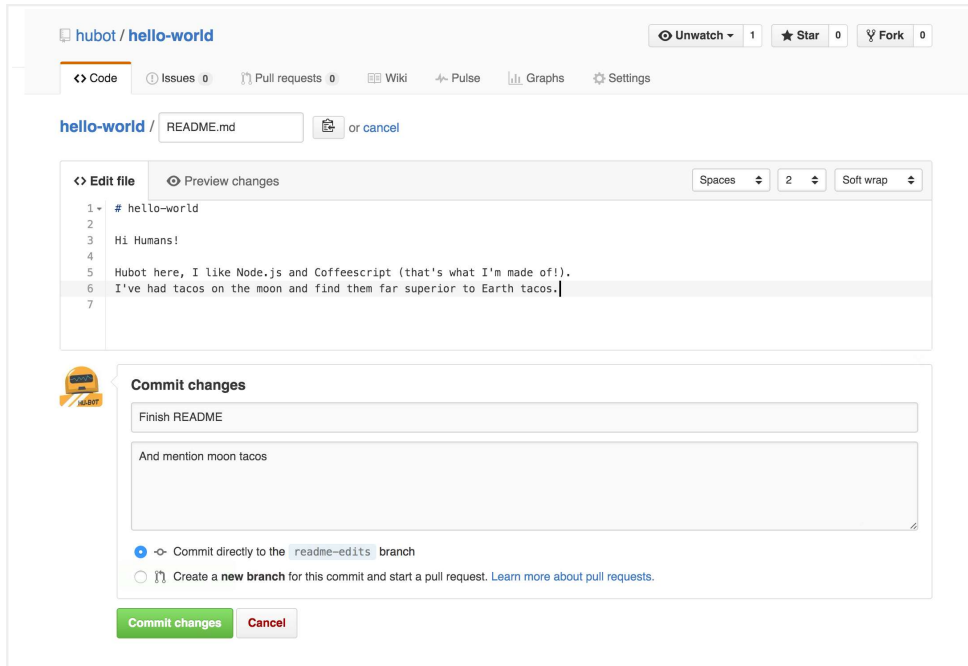 hubot / hello-world
Unwatch 1 Star 0 Fork 0
Code Issues 0 Pull requests 0 Wiki Pulse Graphs Settings
hello-world / README.md or cancel
Edit file Preview changes Spaces 2 Soft wrap
1 # hello-world
2
3 Hi Humans!
4
5 Hubot here, I like Node.js and Coffeescript (that's what I'm made of!).
6 I've had tacos on the moon and find them far superior to Earth tacos.
7
HU-BOT
Commit changes
Finish README
And mention moon tacos
Commit directly to the readme-edits branch
Create a new branch for this commit and start a pull request. Learn more about pull requests.
Commit changes Cancel